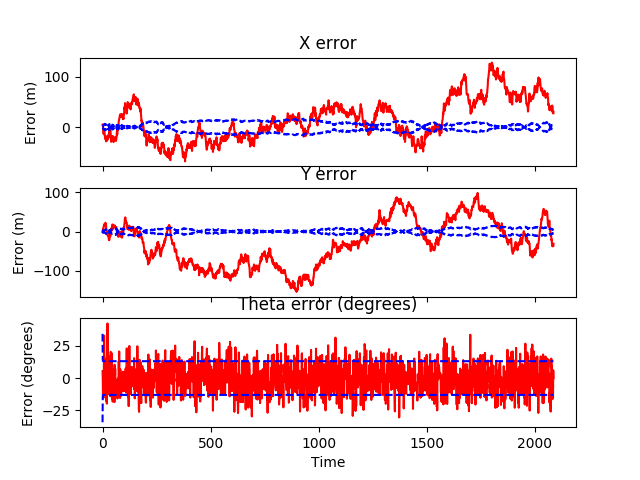 X error
Error (m)
100
0
Y error
Error (m)
100
0
−100
Theta error (degrees)
Error (degrees)
25
0
−25
0 500 1000 1500 2000
Time